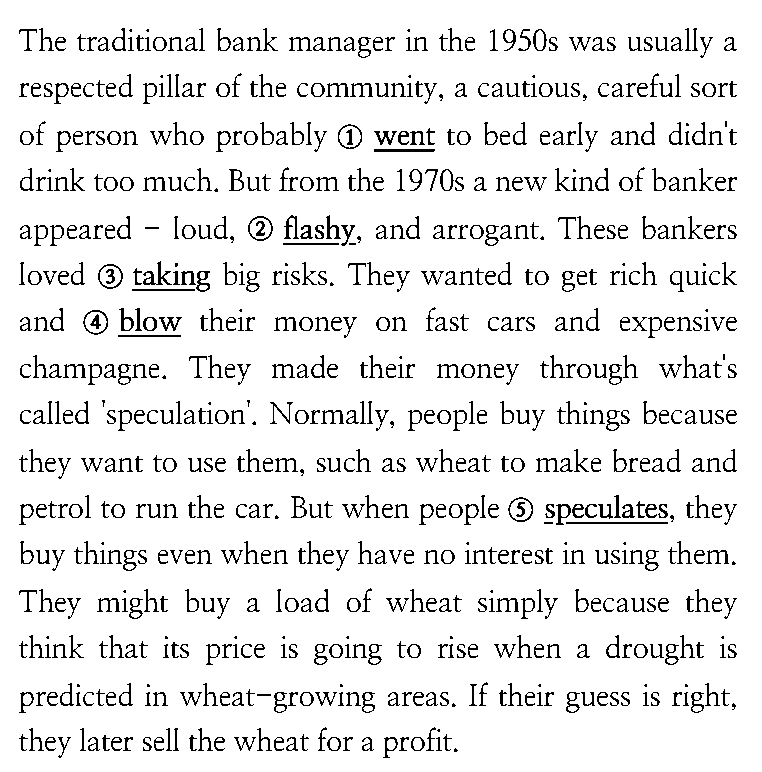 The traditional bank manager in the 1950s was usually a
respected pillar of the community, a cautious, careful sort
of person who probably ① went to bed early and didn't
drink too much. But from the 1970s a new kind of banker
appeared - loud, ② flashy, and arrogant. These bankers
loved ③ taking big risks. They wanted to get rich quick
and ④ blow their money on fast cars and expensive
champagne. They made their money through what's
called 'speculation'. Normally, people buy things because
they want to use them, such as wheat to make bread and
petrol to run the car. But when people ⑤ speculates, they
buy things even when they have no interest in using them.
They might buy a load of wheat simply because they
think that its price is going to rise when a drought is
predicted in wheat-growing areas. If their guess is right,
they later sell the wheat for a profit.